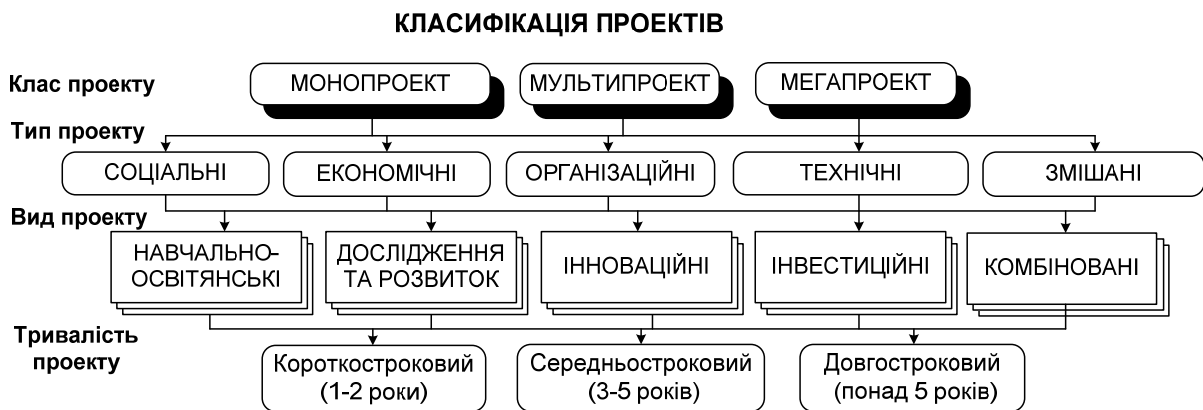 КЛАСИФІКАЦІЯ ПРОЕКТІВ
Клас проекту
МОНОПРОЕКТ
МУЛЬТИПРОЕКТ
МЕГАПРОЕКТ
Тип проекту
СОЦІАЛЬНІ
ЕКОНОМІЧНІ
ОРГАНІЗАЦІЙНІ
ТЕХНІЧНІ
ЗМІШАНІ
Вид проекту
НАВЧАЛЬНО-
ОСВІТЯНСЬКІ
ДОСЛІДЖЕННЯ
ТА РОЗВИТОК
ІННОВАЦІЙНІ
ІНВЕСТИЦІЙНІ
КОМБІНОВАНІ
Тривалість
проекту
Короткостроковий
(1-2 роки)
Середньостроковий
(3-5 років)
Довгостроковий
(понад 5 років)